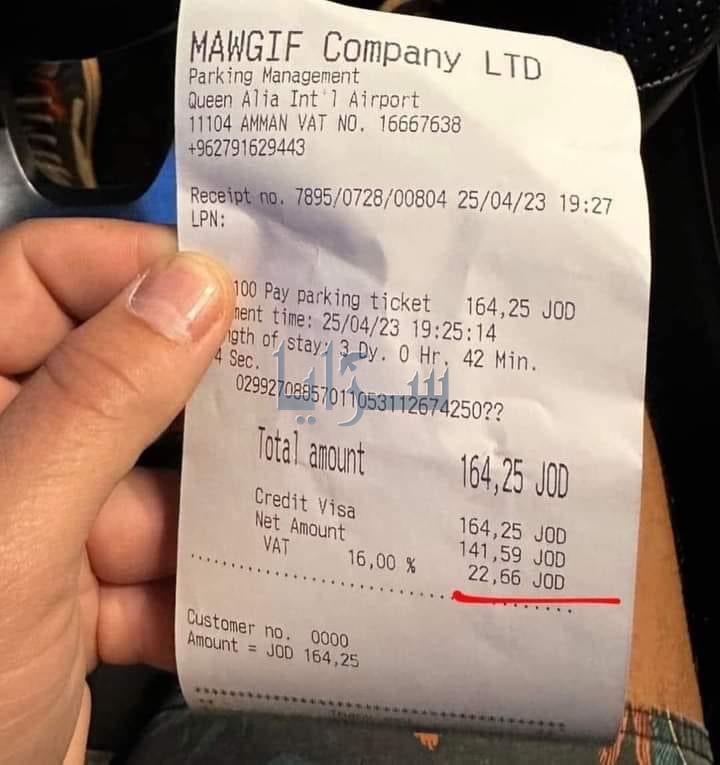 MAWGIF Company LTD
Parking Management
Queen Alia Int'l Airport
11104 AMMAN VAT NO. 16667638
+962791629443
Receipt no. 7895/0728/00804 25/04/23 19:27
LPN:
100 Pay parking ticket 164,25 JOD
ment time: 25/04/23 19:25:14
ngth of stay: 3 Dy. 0 Hr. 42 Min.
4 Sec.
سرايا
Total amount 164,25 JOD
Credit Visa 164,25 JOD
Net Amount 141,59 JOD
VAT 16,00 % 22,66 JOD
Customer no. 0000
Amount = JOD 164,25